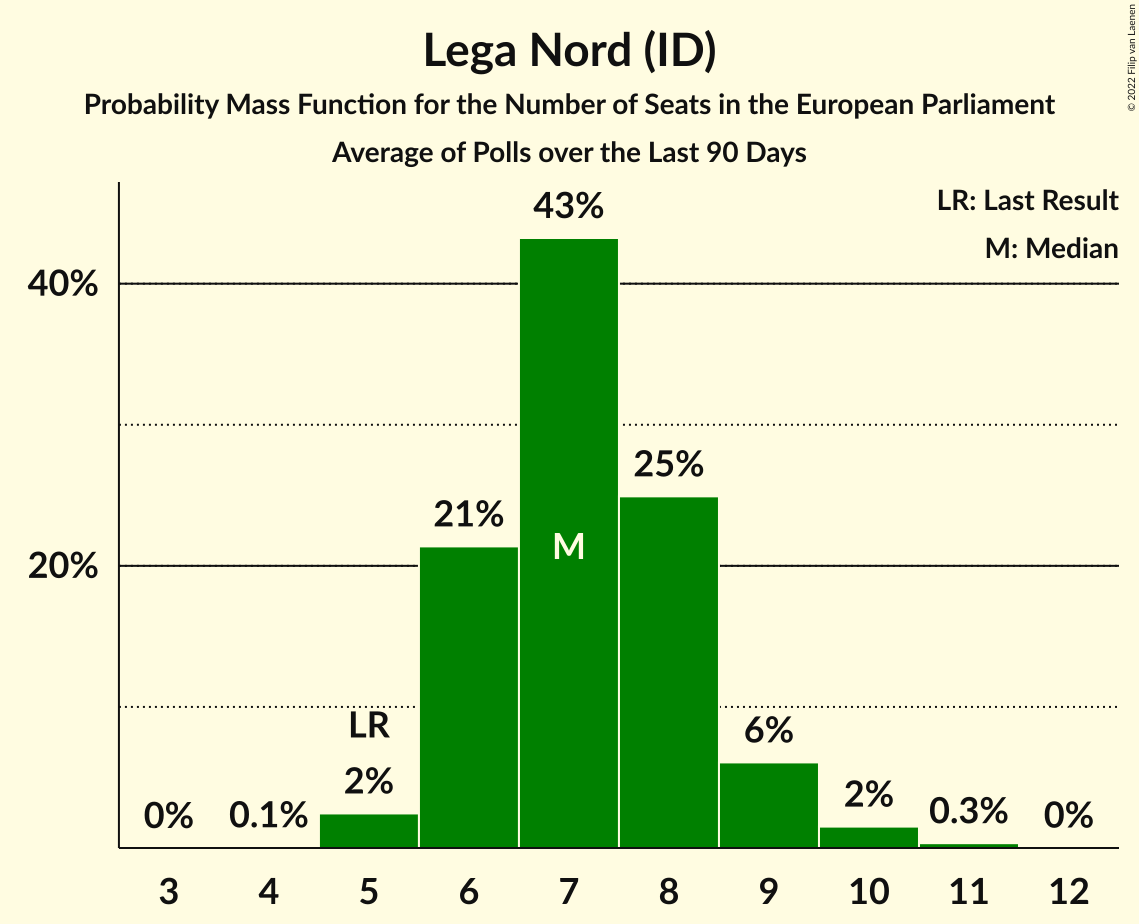 Lega Nord (ID)
Probability Mass Function for the Number of Seats in the European Parliament
Average of Polls over the Last 90 Days
© 2022 Filip van Laenen
LR: Last Result
M: Median
43%
40%
25%
21%
M
20%
LR
6%
2%
2%
0%
0.1%
0.3%
0%
3 4 5 6 7 8 9 10 11 12